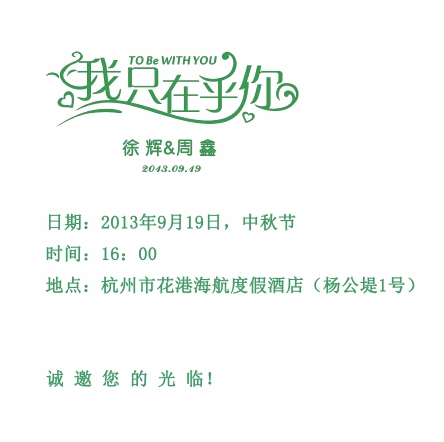 TO Be WITH YOU
我只在乎你
徐 辉&周 鑫
2013.09.19
日期：2013年9月19日，中秋节
时间：16：00
地点：杭州市花港海航度假酒店（杨公堤1号）
诚 邀 您 的 光 临！